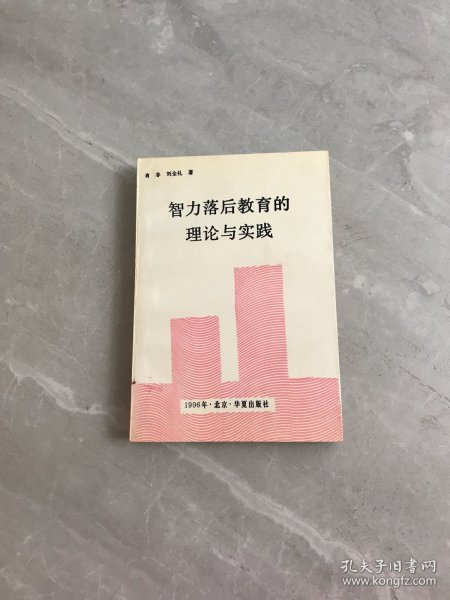 肖 非 刘全礼 著
智力落后教育的
理论与实践
1996年·北京·华夏出版社
孔夫子旧书网
www.kongfz.com